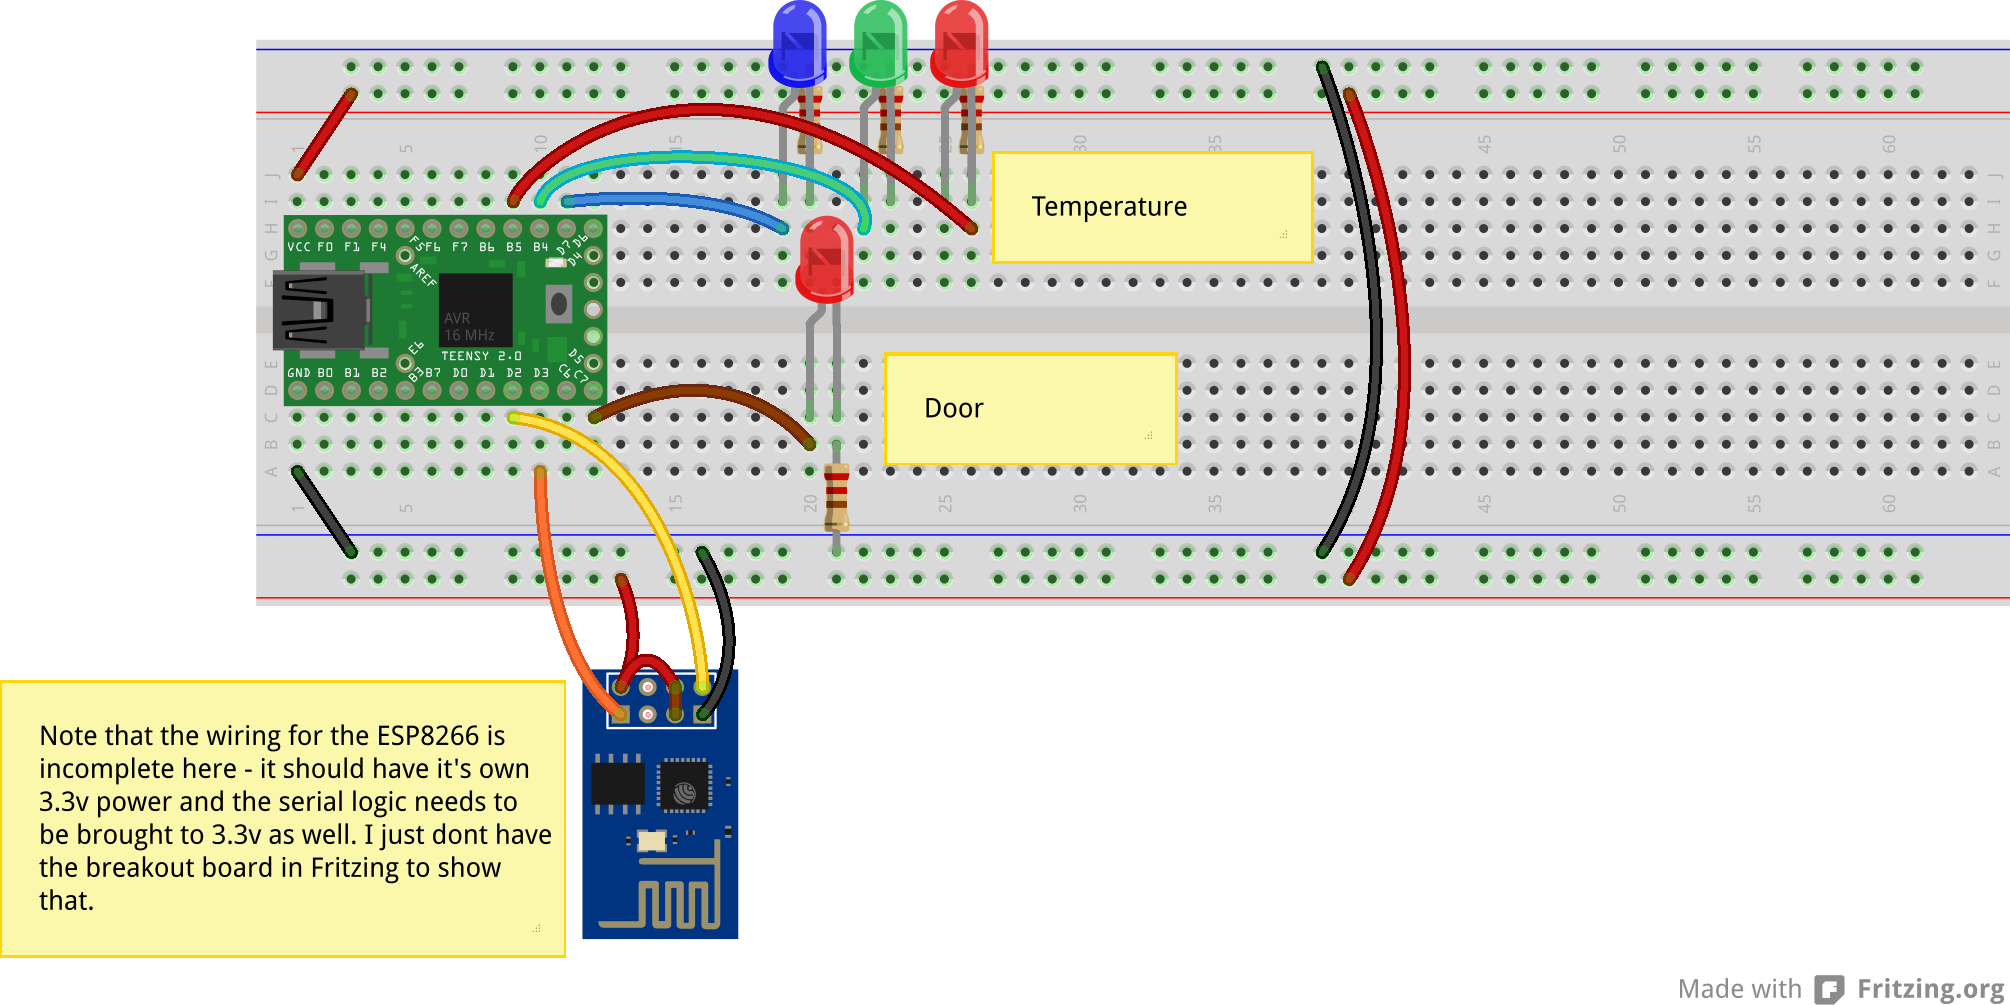 1 5 10 15 25 30 35 45 50 55 60
J J
I I
H H
G G
F F
VCC F0 F1 F4 F5 F6 F7 B6 B5 B4 D7 D6
D4
AREF
Temperature
AVR
16 MHz
TEENSY 2.0
E6
D5
GND B0 B1 B2 B3 B7 D0 D1 D2 D3 C6 C7
E E
D D
C C
B B
A A
Door
1 5 15 20 25 30 35 45 50 55 60
Note that the wiring for the ESP8266 is
incomplete here - it should have it's own
3.3v power and the serial logic needs to
be brought to 3.3v as well. I just dont have
the breakout board in Fritzing to show
that.
Made with Fritzing.org